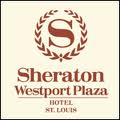 S
Sheraton
Westport Plaza
HOTEL
ST. LOUIS